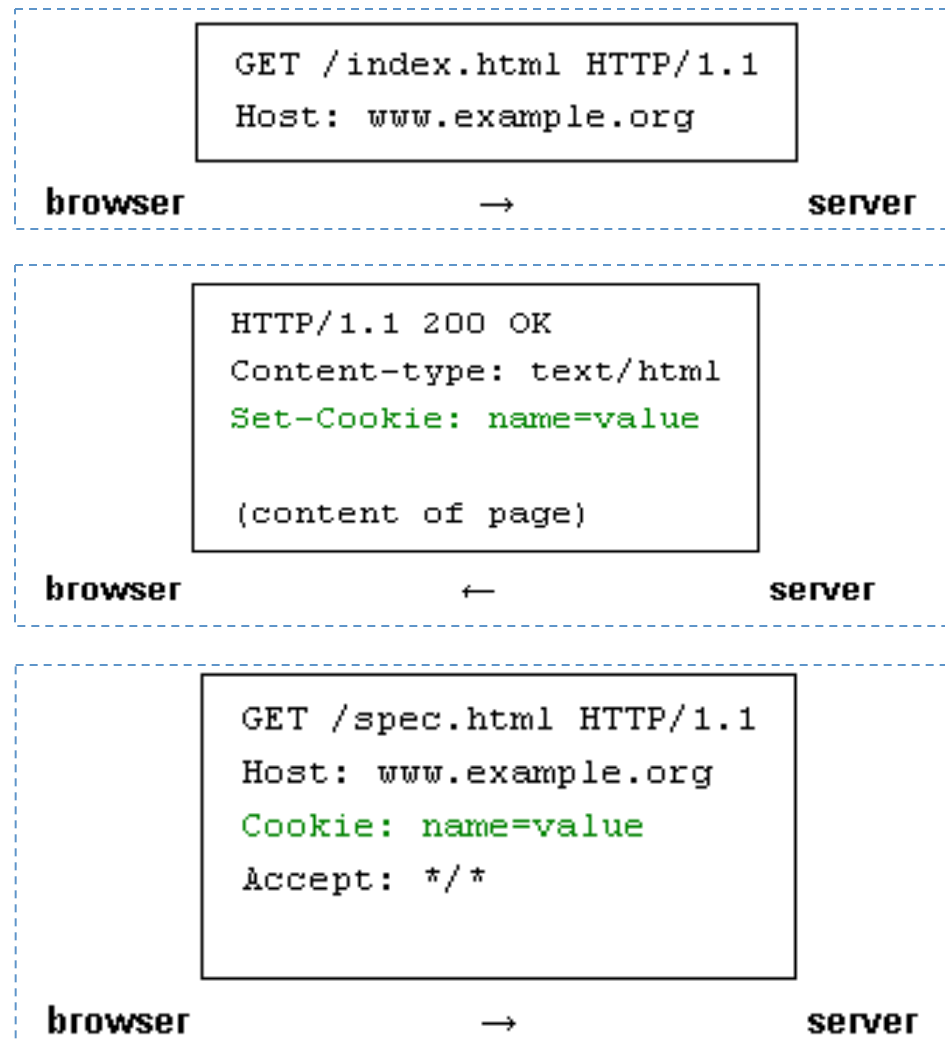 GET /index.html HTTP/1.1
Host: www.example.org
browser → server
HTTP/1.1 200 OK
Content-type: text/html
Set-Cookie: name=value
(content of page)
browser ← server
GET /spec.html HTTP/1.1
Host: www.example.org
Cookie: name=value
Accept: */*
browser → server